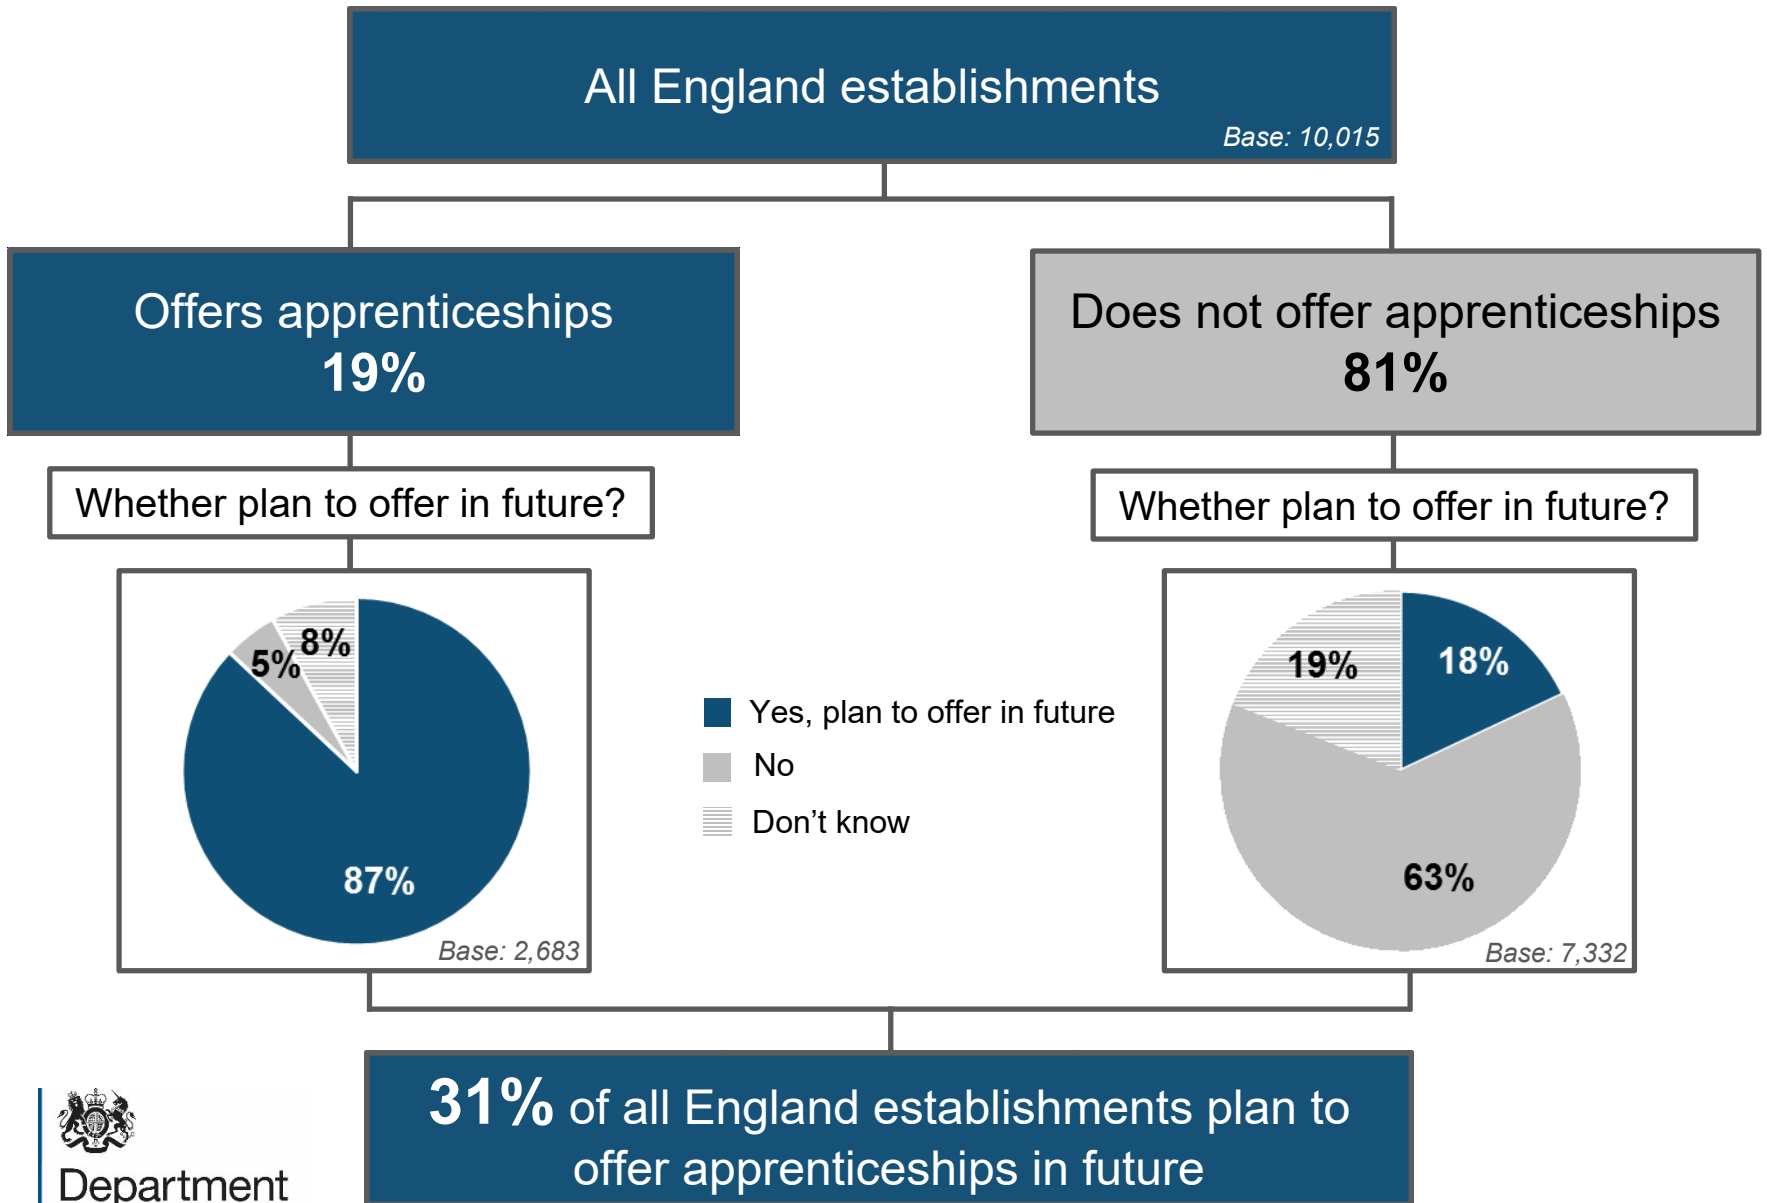 All England establishments
Base: 10,015
Offers apprenticeships
19%
Does not offer apprenticeships
81%
Whether plan to offer in future?
Whether plan to offer in future?
8%
5%
87%
Base: 2,683
Yes, plan to offer in future
No
Don’t know
19%
18%
63%
Base: 7,332
31% of all England establishments plan to
offer apprenticeships in future
Department